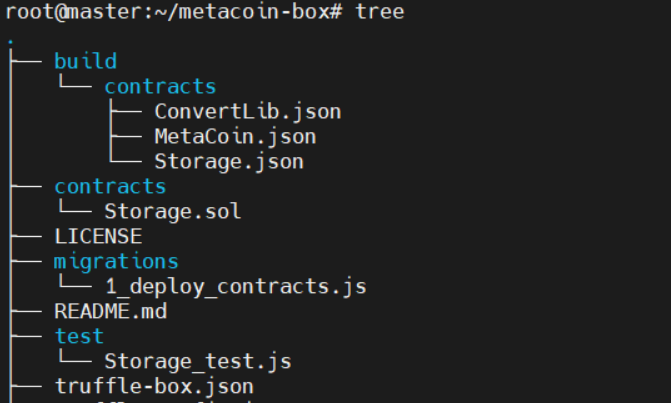 root@master:~/metacoin-box# tree
.
├── build
│   └── contracts
│       ├── ConvertLib.json
│       ├── MetaCoin.json
│       └── Storage.json
├── contracts
│   └── Storage.sol
├── LICENSE
├── migrations
│   └── 1_deploy_contracts.js
├── README.md
├── test
│   └── Storage_test.js
├── truffle-box.json